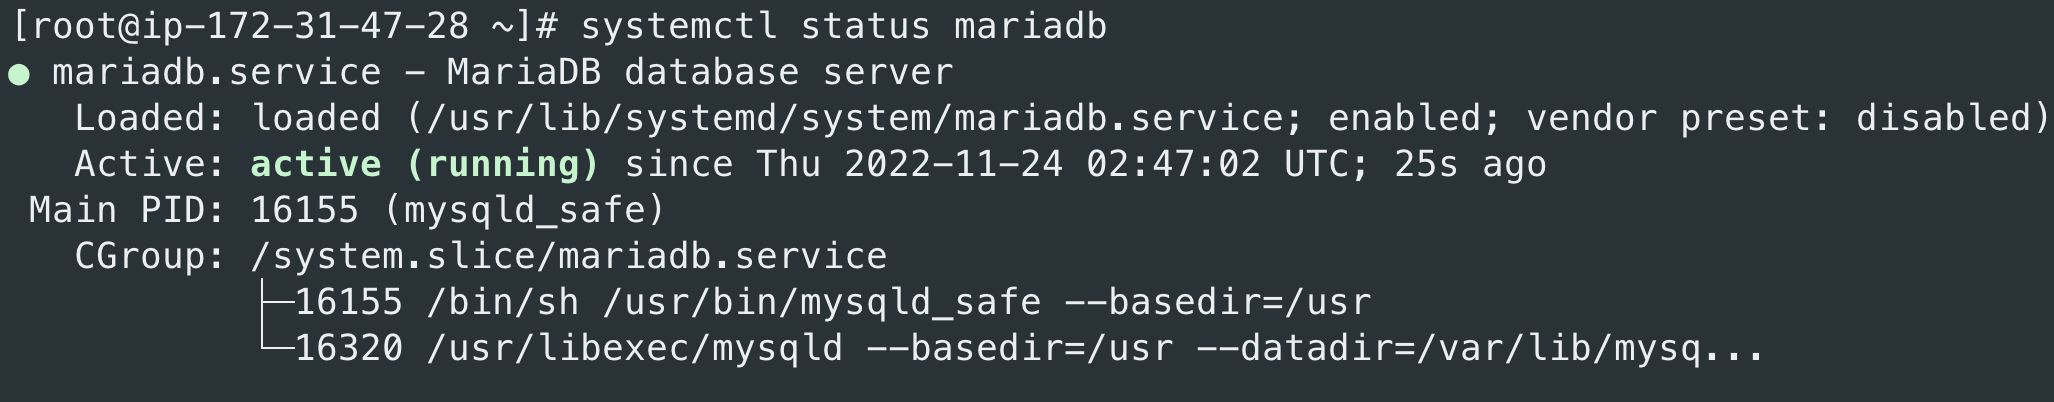 [root@ip-172-31-47-28 ~]# systemctl status mariadb
● mariadb.service - MariaDB database server
   Loaded: loaded (/usr/lib/systemd/system/mariadb.service; enabled; vendor preset: disabled)
   Active: active (running) since Thu 2022-11-24 02:47:02 UTC; 25s ago
 Main PID: 16155 (mysqld_safe)
   CGroup: /system.slice/mariadb.service
           ├─16155 /bin/sh /usr/bin/mysqld_safe --basedir=/usr
           └─16320 /usr/libexec/mysqld --basedir=/usr --datadir=/var/lib/mysq...